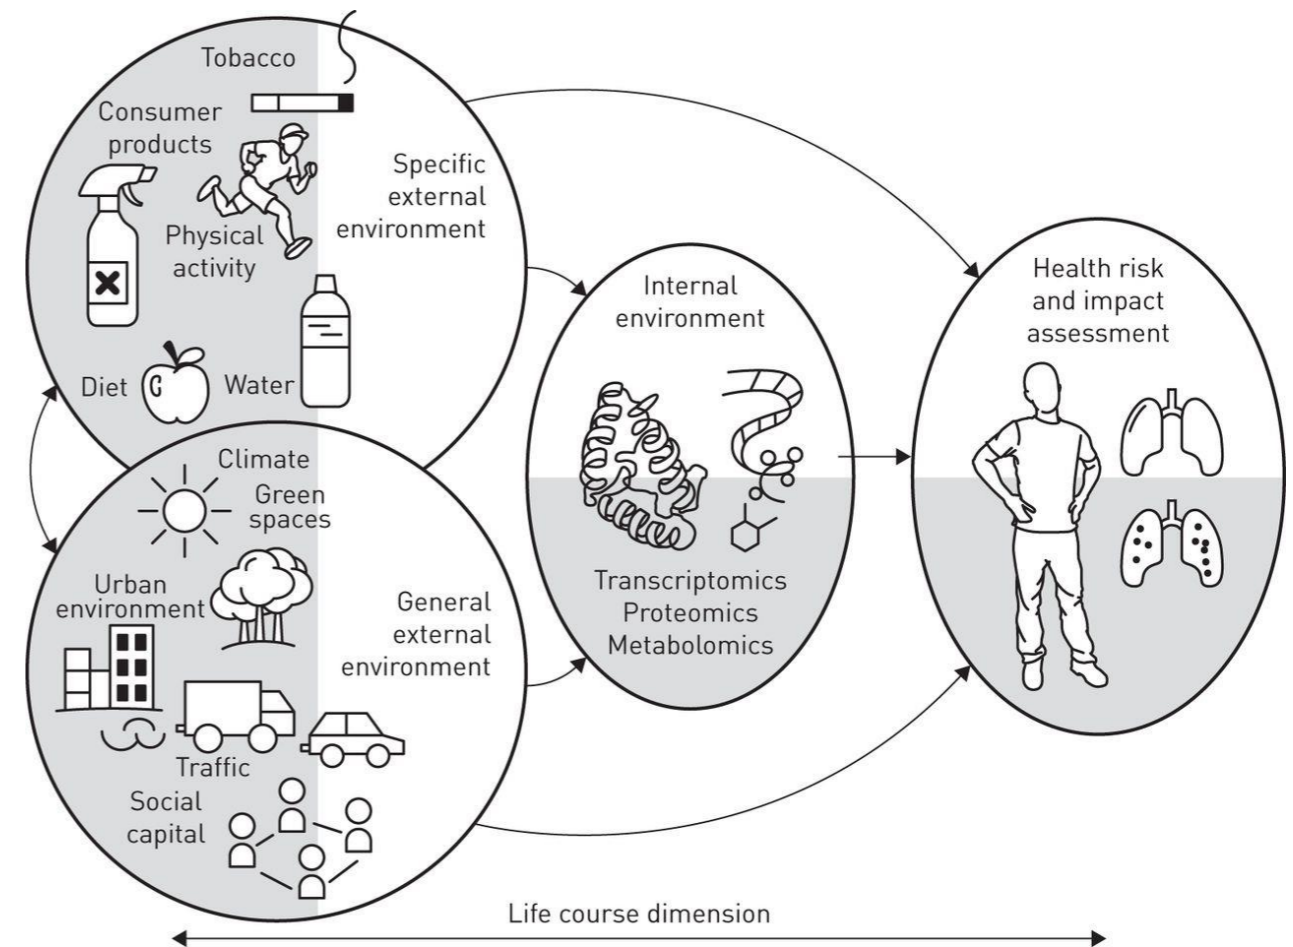 Tobacco
Consumer
products
Specific
external
environment
Physical
activity
Diet
Water
Climate
Green
spaces
Urban
environment
General
external
environment
Traffic
Social
capital
Internal
environment
Transcriptomics
Proteomics
Metabolomics
Health risk
and impact
assessment
Life course dimension